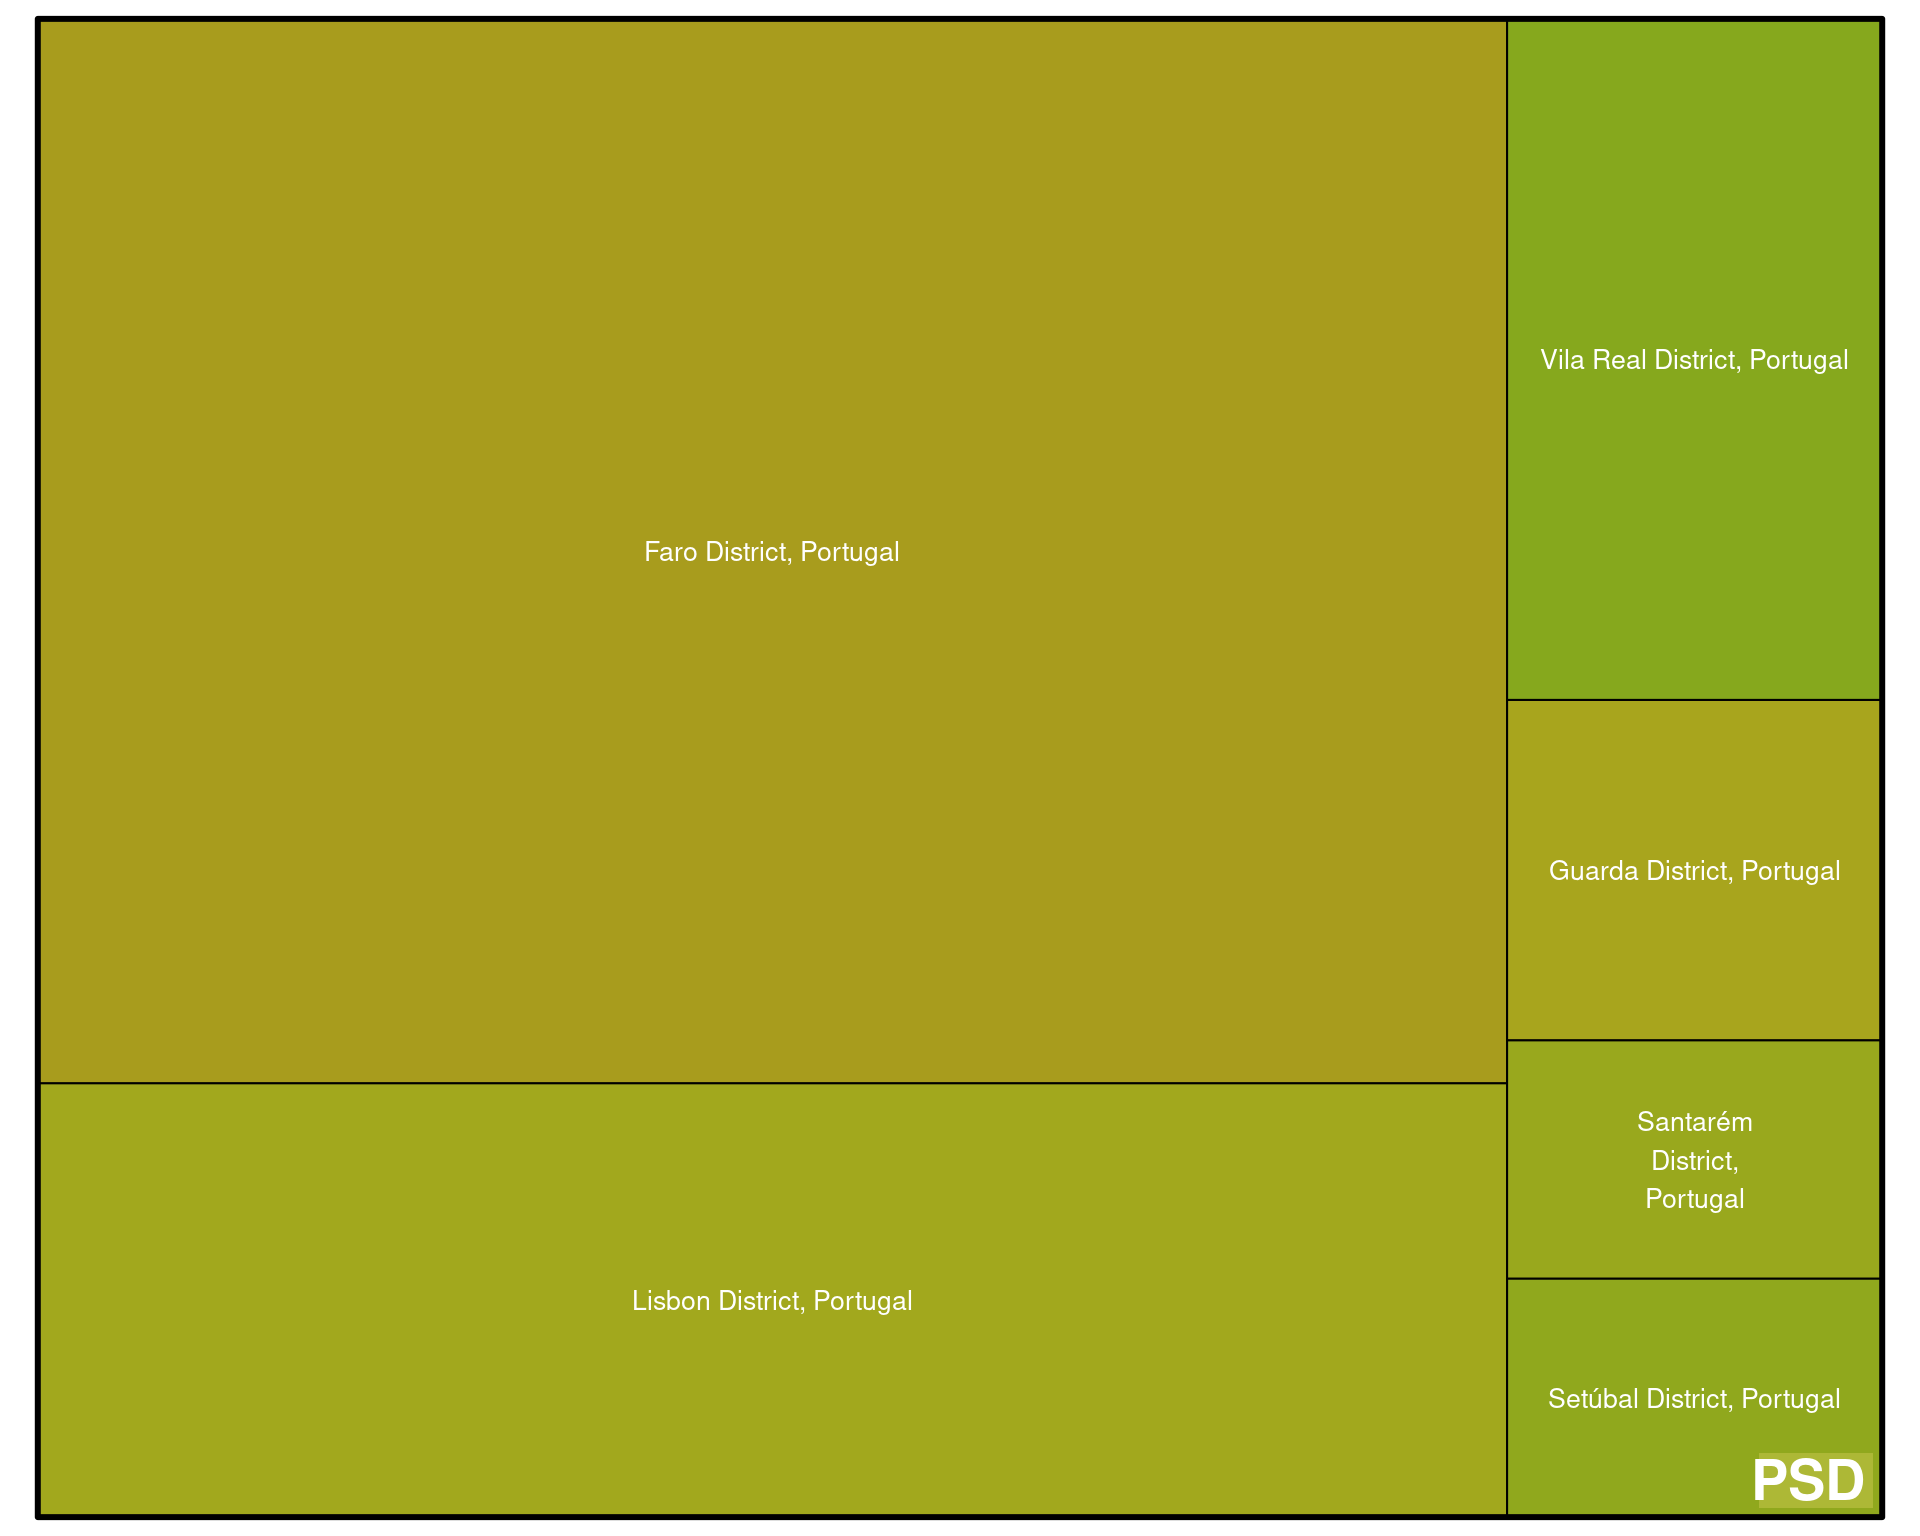 Faro District, Portugal
Lisbon District, Portugal
Vila Real District, Portugal
Guarda District, Portugal
Santarém
District,
Portugal
Setúbal District, Portugal
PSD